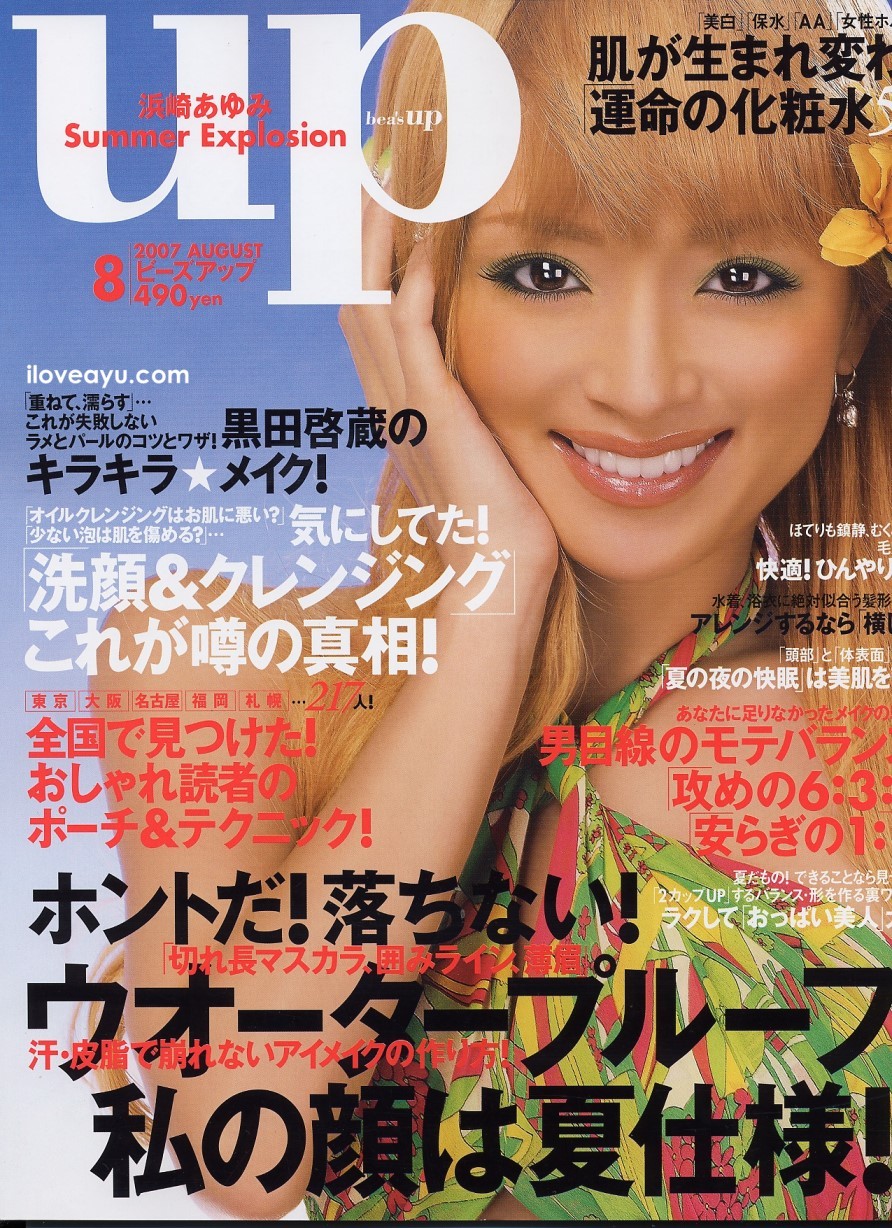 up
bea's up
浜崎あゆみ
Summer Explosion
8
2007 AUGUST
ビーズアップ
490yen
iloveayu.com
「美白」「保水」「AA」「女性ホ
肌が生まれ変わ
「運命の化粧水
「重ねて、濡らす」…
これが失敗しない
ラメとパールのコツとワザ!
黒田啓蔵の
キラキラ★メイク!
「オイルクレンジングはお肌に悪い?」
「少ない泡は肌を傷める?」…
気にしてた!
「洗顔&クレンジング」
これが噂の真相!
東京 大阪 名古屋 福岡 札幌 …217人!
全国で見つけた!
おしゃれ読者の
ポーチ&テクニック!
ほてりも鎮静、むく
毛
快適!ひんやり
水着、浴衣に絶対似合う髪形
アレンジするなら「横
「頭部」と「体表面」
「夏の夜の快眠」は美肌を
あなたに足りなかったメイクの
男目線のモテバラン
「攻めの6:3
「安らぎの1:
夏だもの!できることなら見
「2カップUP」するバランス・形を作る裏ワ
ラクして「おっぱい美人」
ホントだ!落ちない!
「切れ長マスカラ、囲みライン、薄眉」
ウオータープルーフ
汗・皮脂で崩れないアイメイクの作り方!
私の顔は夏仕様!